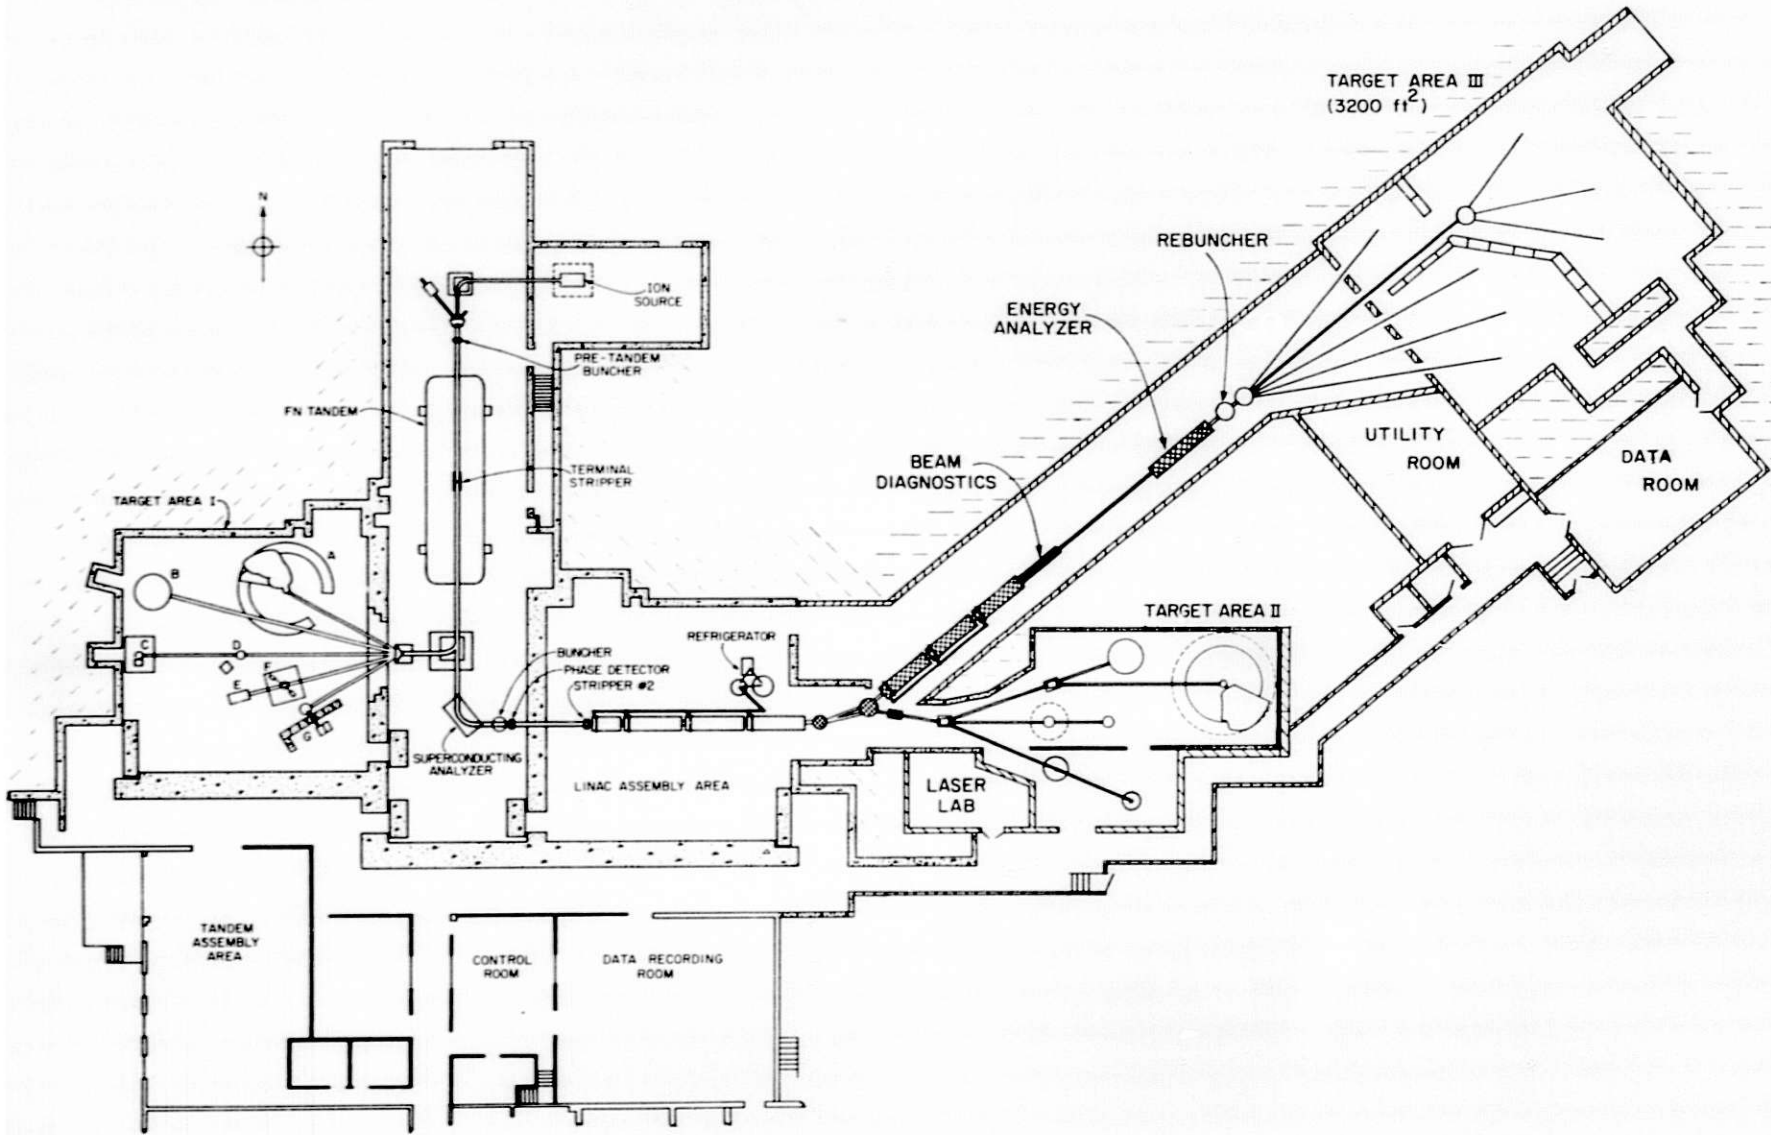 TARGET AREA III
(3200 ft²)
N
REBUNCHER
ION
SOURCE
ENERGY
ANALYZER
PRE-TANDEM
BUNCHER
FN TANDEM
UTILITY
ROOM
DATA
ROOM
BEAM
DIAGNOSTICS
TERMINAL
STRIPPER
TARGET AREA I
A
B
TARGET AREA II
REFRIGERATOR
C
D
BUNCHER
PHASE DETECTOR
STRIPPER #2
E
F
G
SUPERCONDUCTING
ANALYZER
LINAC ASSEMBLY AREA
LASER
LAB
TANDEM
ASSEMBLY
AREA
CONTROL
ROOM
DATA RECORDING
ROOM